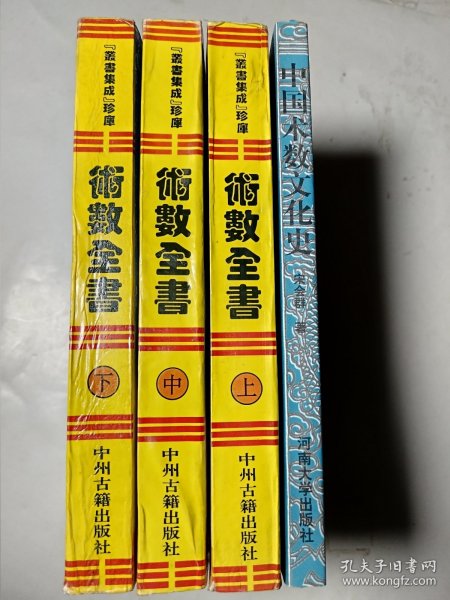 『叢書集成』珍庫
術數全書
下
中州古籍出版社
『叢書集成』珍庫
術數全書
中
中州古籍出版社
『叢書集成』珍庫
術數全書
上
中州古籍出版社
中国术数文化史
宋会群 著
河南大学出版社
孔夫子旧书网
www.kongfz.com